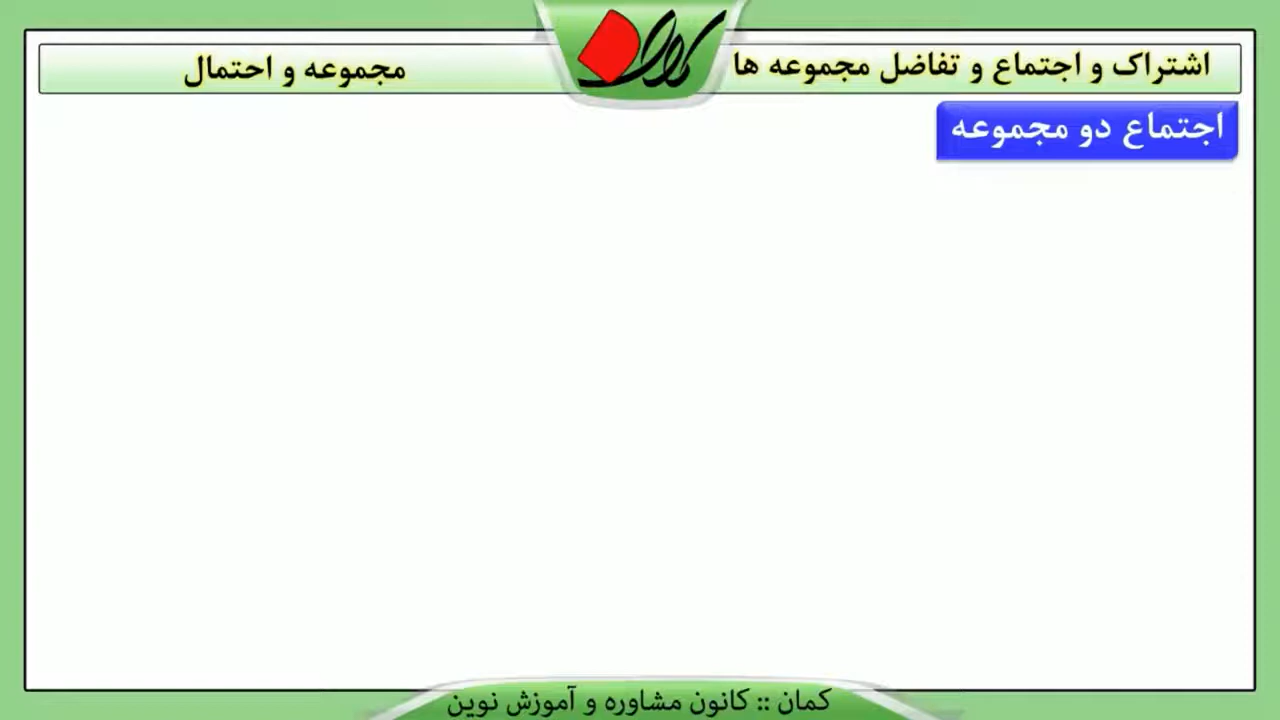 اشتراک و اجتماع و تفاضل مجموعه ها
مجموعه و احتمال
اجتماع دو مجموعه
کمان :: کانون مشاوره و آموزش نوین